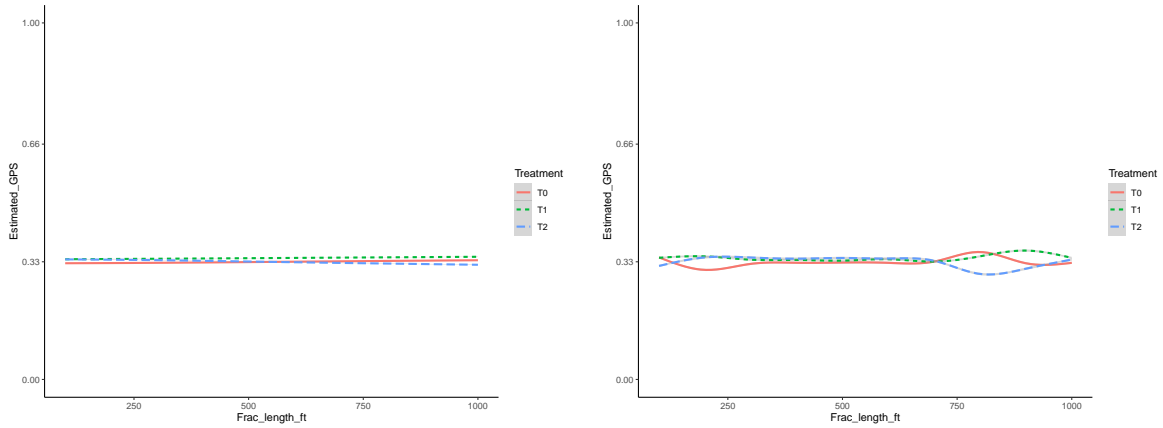 1.00
0.66
0.33
0.00
Estimated_GPS
250
500
750
1000
Frac_length_ft
Treatment
T0
T1
T2
1.00
0.66
0.33
0.00
Estimated_GPS
250
500
750
1000
Frac_length_ft
Treatment
T0
T1
T2